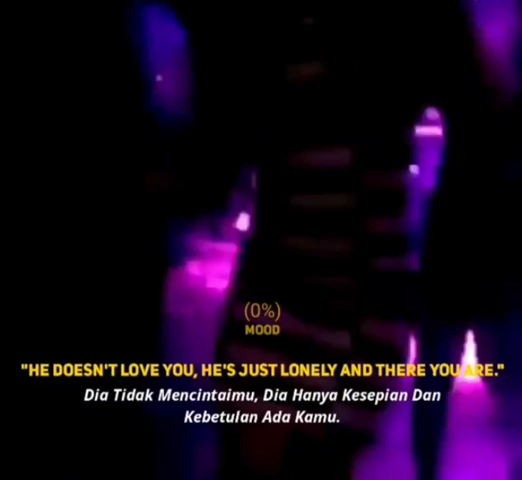 (0%)
MOOD
"HE DOESN'T LOVE YOU, HE'S JUST LONELY AND THERE YOU ARE."
Dia Tidak Mencintaimu, Dia Hanya Kesepian Dan
Kebetulan Ada Kamu.